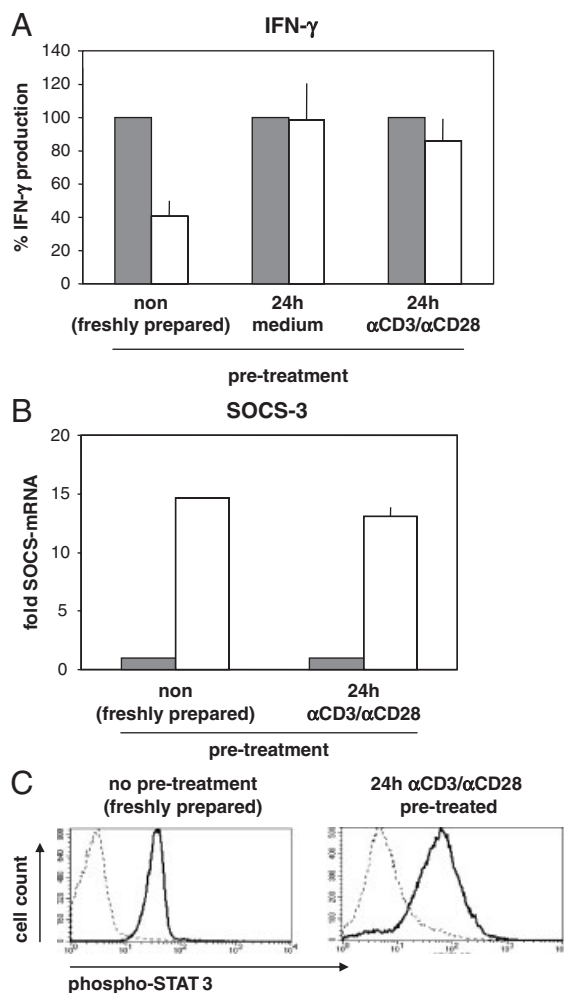 A
IFN-γ
140
120
100
80
60
40
20
0
% IFN-γ production
non
(freshly prepared)
24h
medium
24h
αCD3/αCD28
pre-treatment
B
SOCS-3
20
15
10
5
0
fold SOCS-mRNA
non
(freshly prepared)
24h
αCD3/αCD28
pre-treatment
C
no pre-treatment
(freshly prepared)
24h αCD3/αCD28
pre-treated
cell count
phospho-STAT3